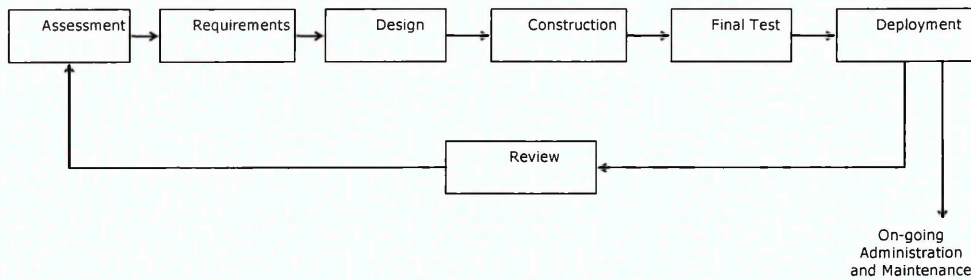 Assessment
Requirements
Design
Construction
Final Test
Deployment
Review
On-going
Administration
and Maintenance